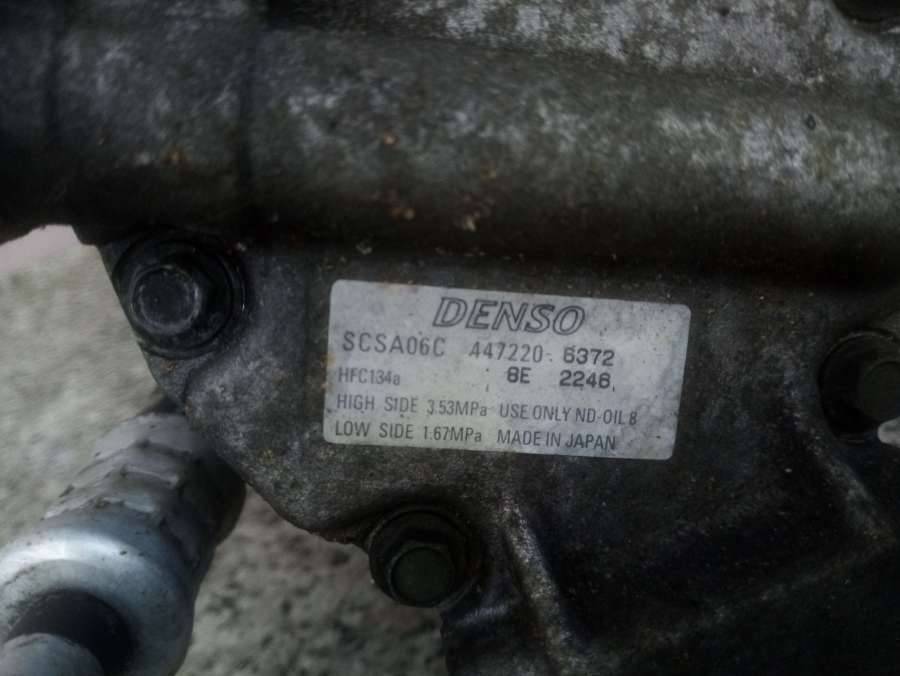 DENSO
SCSA06C 447220-6372
HFC134a 6E 2246
HIGH SIDE 3.53MPa USE ONLY ND-OIL 8
LOW SIDE 1.67MPa MADE IN JAPAN